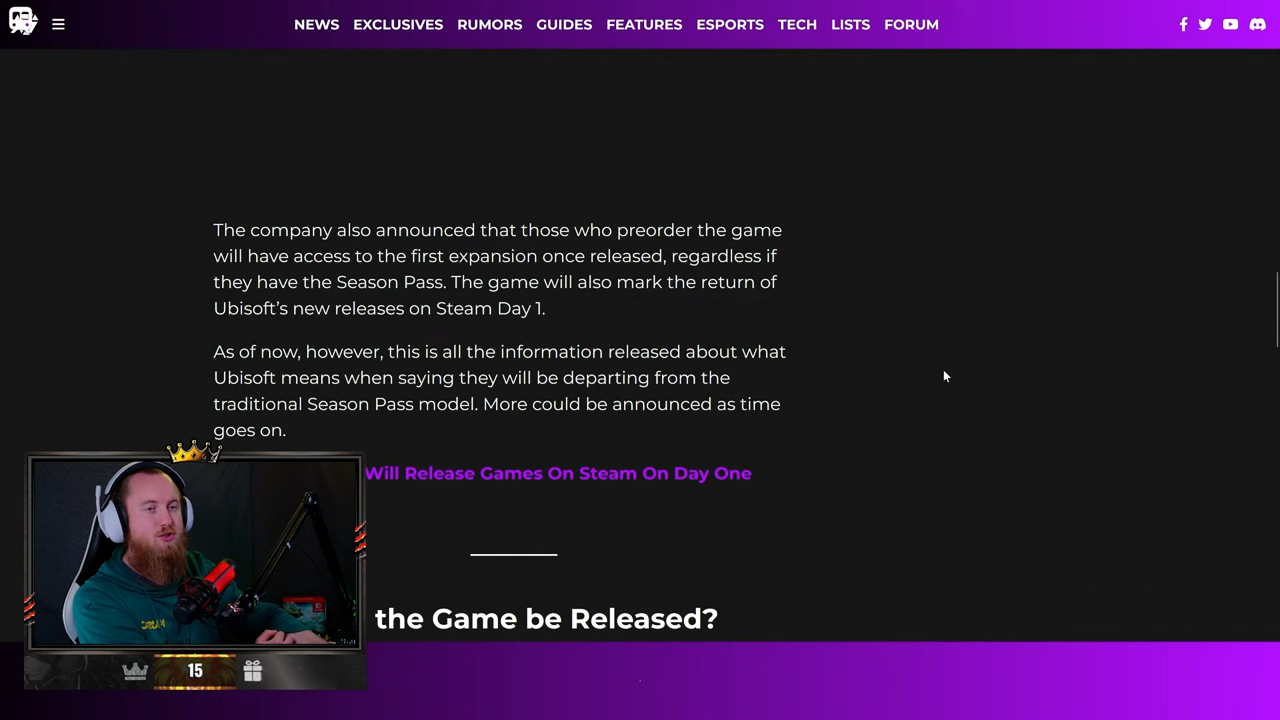 NEWS EXCLUSIVES RUMORS GUIDES FEATURES ESPORTS TECH LISTS FORUM
The company also announced that those who preorder the game
will have access to the first expansion once released, regardless if
they have the Season Pass. The game will also mark the return of
Ubisoft’s new releases on Steam Day 1.
As of now, however, this is all the information released about what
Ubisoft means when saying they will be departing from the
traditional Season Pass model. More could be announced as time
goes on.
Will Release Games On Steam On Day One
the Game be Released?
15